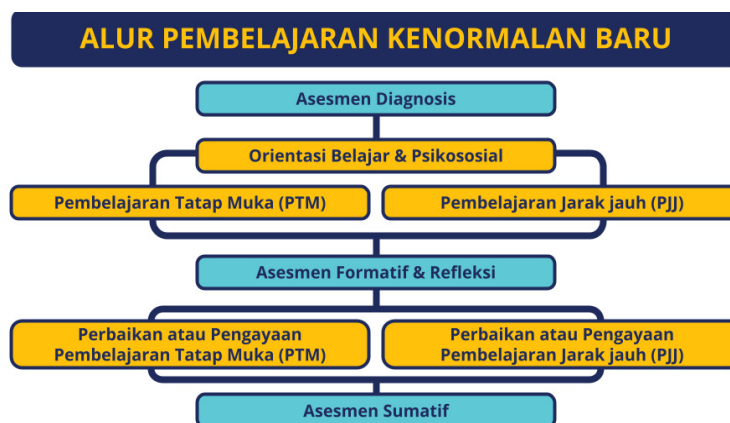 ALUR PEMBELAJARAN KENORMALAN BARU
Asesmen Diagnosis
Orientasi Belajar & Psikososial
Pembelajaran Tatap Muka (PTM)
Pembelajaran Jarak jauh (PJJ)
Asesmen Formatif & Refleksi
Perbaikan atau Pengayaan
Pembelajaran Tatap Muka (PTM)
Perbaikan atau Pengayaan
Pembelajaran Jarak jauh (PJJ)
Asesmen Sumatif